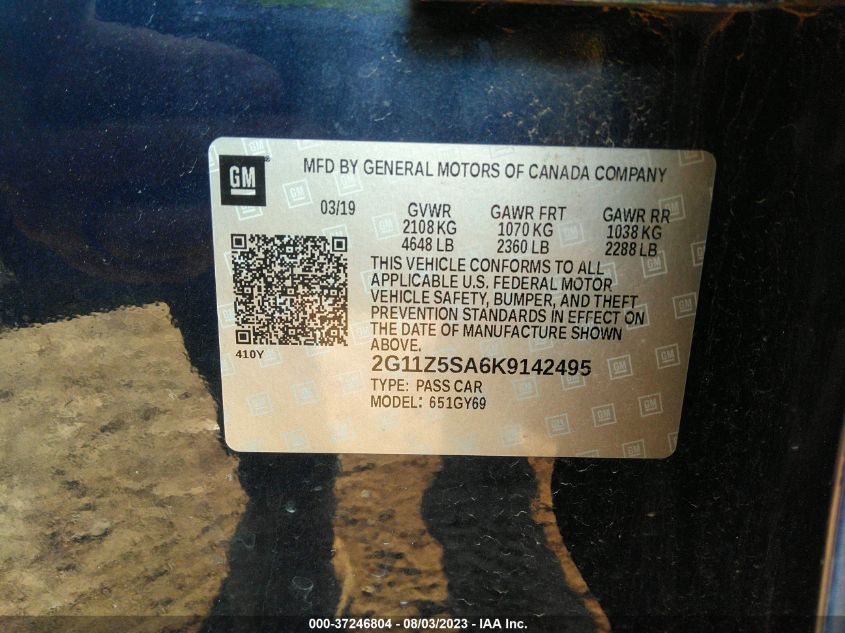 GM
MFD BY GENERAL MOTORS OF CANADA COMPANY
03/19 GVWR GAWR FRT GAWR RR
2108 KG 1070 KG 1038 KG
4648 LB 2360 LB 2288 LB
THIS VEHICLE CONFORMS TO ALL
APPLICABLE U.S. FEDERAL MOTOR
VEHICLE SAFETY, BUMPER, AND THEFT
PREVENTION STANDARDS IN EFFECT ON
THE DATE OF MANUFACTURE SHOWN
ABOVE.
410Y
2G11Z5SA6K9142495
TYPE: PASS CAR
MODEL: 651GY69
000-37246804 - 08/03/2023 - IAA Inc.